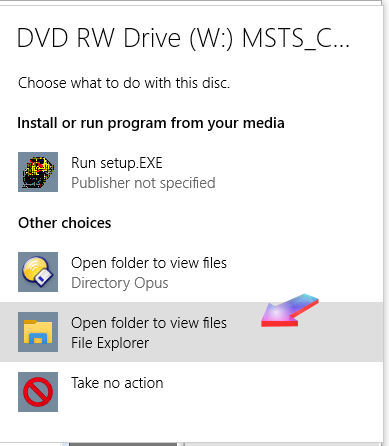 DVD RW Drive (W:) MSTS_C...
Choose what to do with this disc.
Install or run program from your media
Run setup.EXE
Publisher not specified
Other choices
Open folder to view files
Directory Opus
Open folder to view files
File Explorer
Take no action